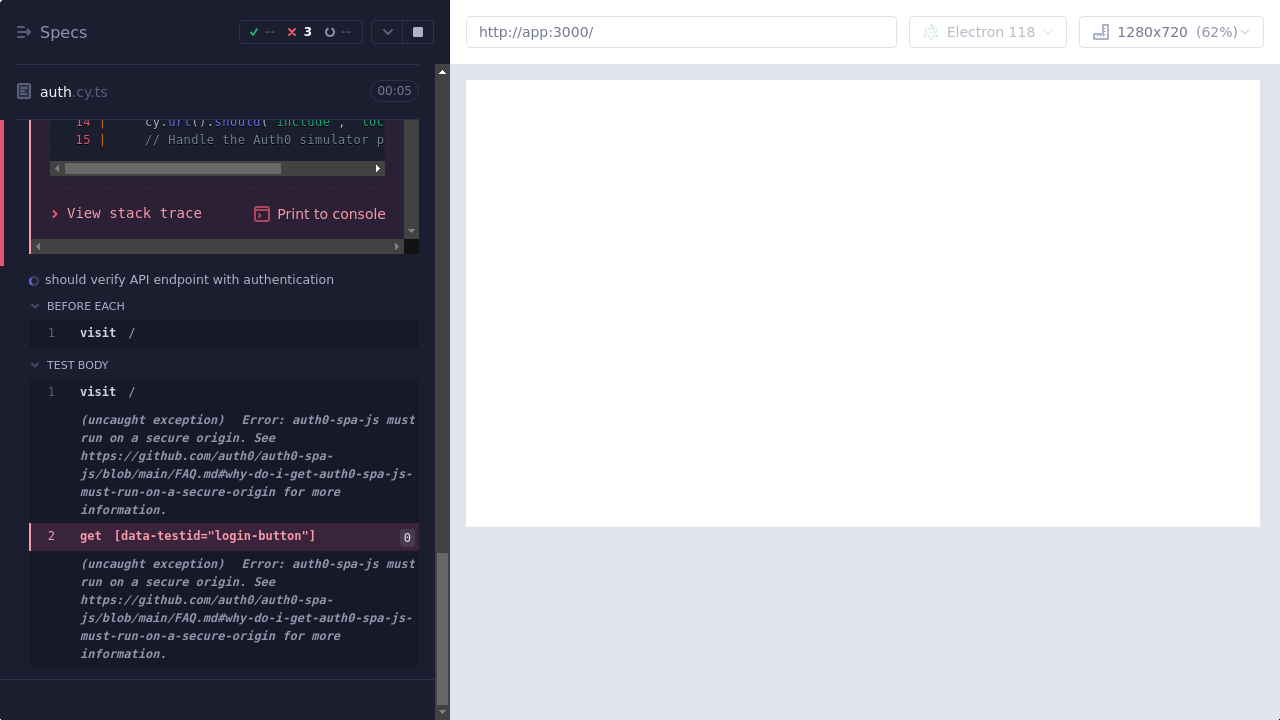 Specs
-- 3 --
http://app:3000/
Electron 118
1280x720 (62%)
auth.cy.ts
00:05
14 | cy.url().should('include', 'loc
15 | // Handle the Auth0 simulator p
View stack trace
Print to console
should verify API endpoint with authentication
BEFORE EACH
1 visit /
TEST BODY
1 visit /
(uncaught exception) Error: auth0-spa-js must
run on a secure origin. See
https://github.com/auth0/auth0-spa-
js/blob/main/FAQ.md#why-do-i-get-auth0-spa-js-
must-run-on-a-secure-origin for more
information.
2 get [data-testid="login-button"] 0
(uncaught exception) Error: auth0-spa-js must
run on a secure origin. See
https://github.com/auth0/auth0-spa-
js/blob/main/FAQ.md#why-do-i-get-auth0-spa-js-
must-run-on-a-secure-origin for more
information.